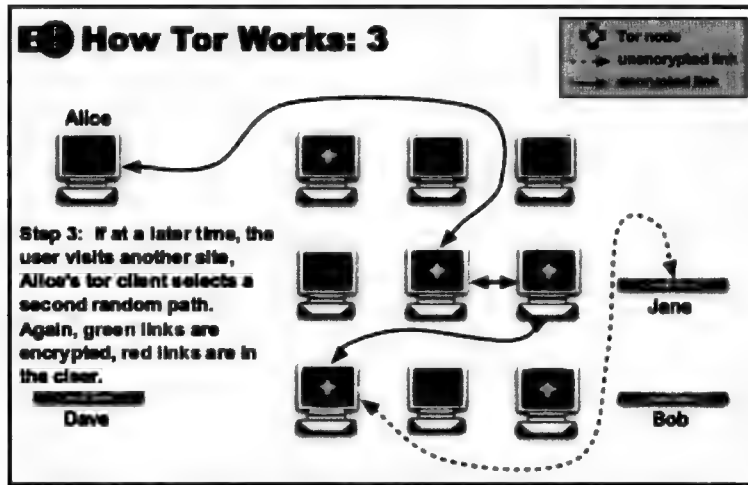 How Tor Works: 3
Tor node
unencrypted link
encrypted link
Alice
Step 3: If at a later time, the
user visits another site,
Alice's tor client selects a
second random path.
Again, green links are
encrypted, red links are in
the clear.
Jane
Dave
Bob